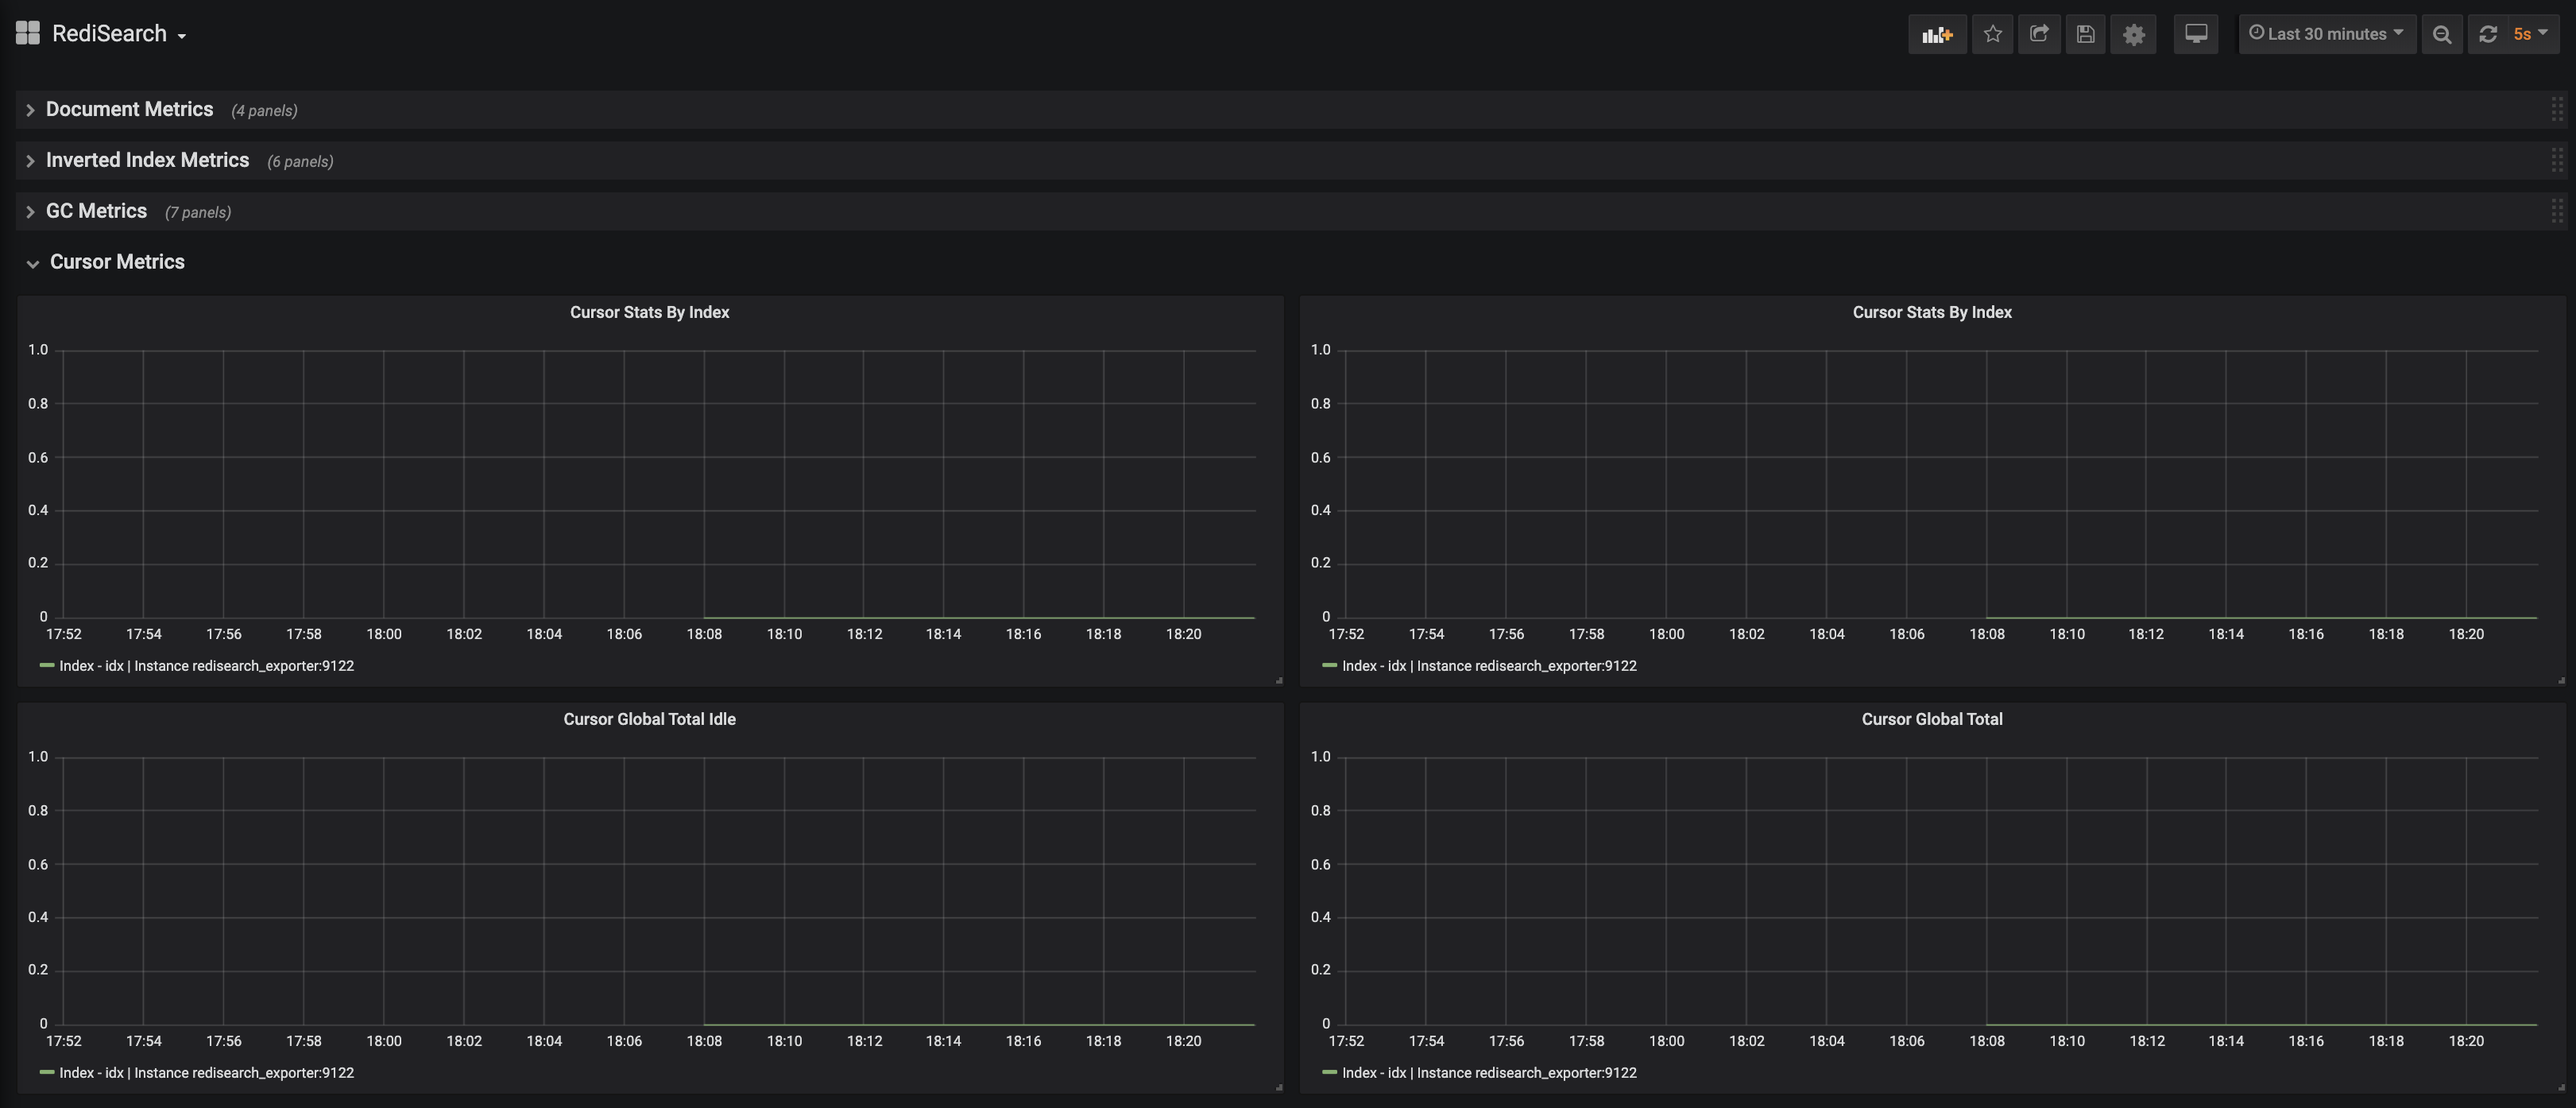 RediSearch
Last 30 minutes
5s
Document Metrics (4 panels)
Inverted Index Metrics (6 panels)
GC Metrics (7 panels)
Cursor Metrics
Cursor Stats By Index
1.0
0.8
0.6
0.4
0.2
0
17:52 17:54 17:56 17:58 18:00 18:02 18:04 18:06 18:08 18:10 18:12 18:14 18:16 18:18 18:20
Index - idx | Instance redisearch_exporter:9122
Cursor Stats By Index
1.0
0.8
0.6
0.4
0.2
0
17:52 17:54 17:56 17:58 18:00 18:02 18:04 18:06 18:08 18:10 18:12 18:14 18:16 18:18 18:20
Index - idx | Instance redisearch_exporter:9122
Cursor Global Total Idle
1.0
0.8
0.6
0.4
0.2
0
17:52 17:54 17:56 17:58 18:00 18:02 18:04 18:06 18:08 18:10 18:12 18:14 18:16 18:18 18:20
Index - idx | Instance redisearch_exporter:9122
Cursor Global Total
1.0
0.8
0.6
0.4
0.2
0
17:52 17:54 17:56 17:58 18:00 18:02 18:04 18:06 18:08 18:10 18:12 18:14 18:16 18:18 18:20
Index - idx | Instance redisearch_exporter:9122